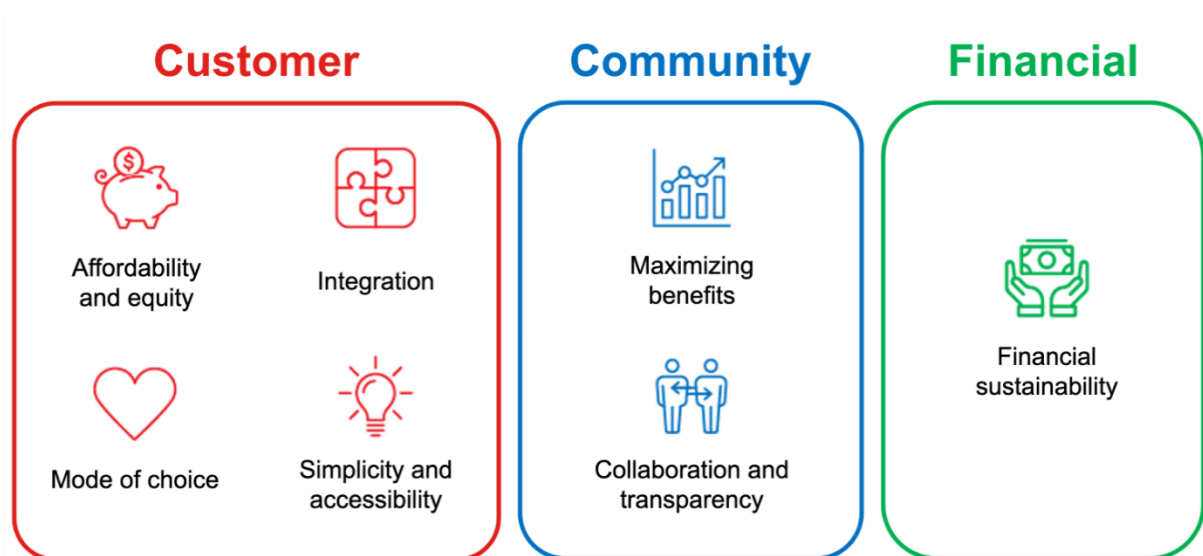 Customer
Affordability
and equity
Integration
Mode of choice
Simplicity and
accessibility
Community
Maximizing
benefits
Collaboration and
transparency
Financial
$
Financial
sustainability